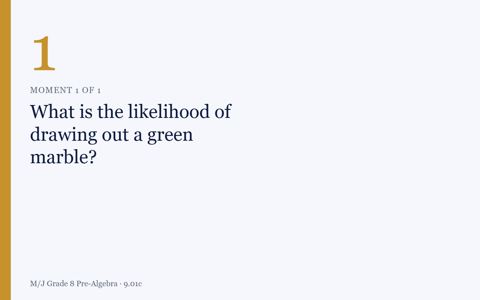 1
MOMENT 1 OF 1
What is the likelihood of
drawing out a green
marble?
M/J Grade 8 Pre-Algebra · 9.01c